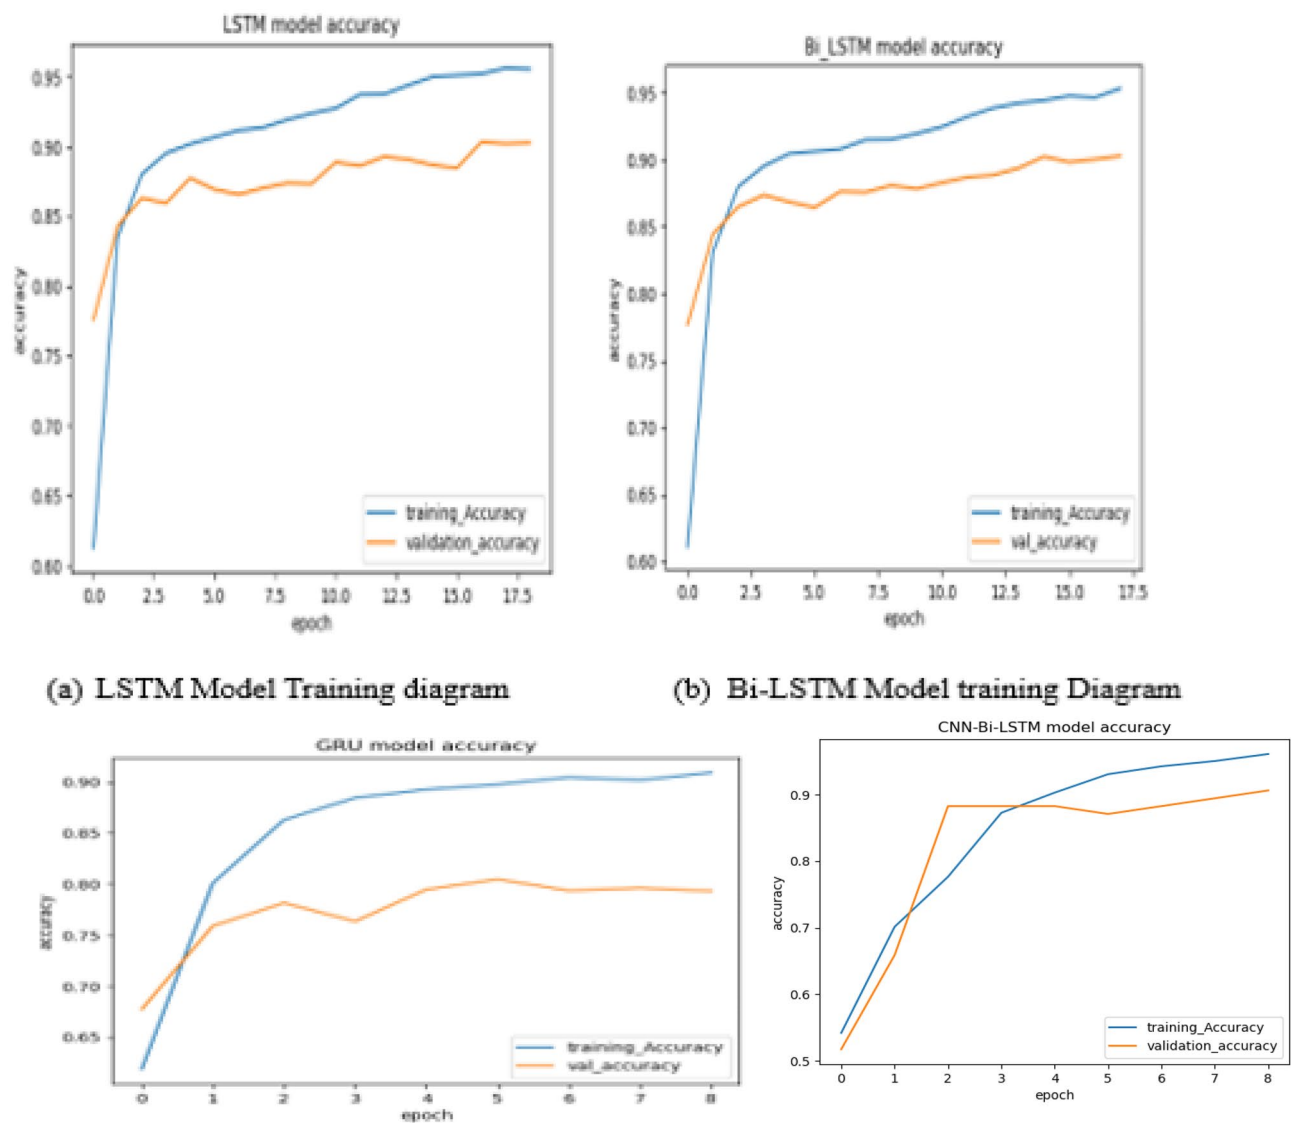 LSTM model accuracy
0.95
0.90
0.85
0.80
0.75
0.70
0.65
0.60
accuracy
training_Accuracy
validation_accuracy
0.0 2.5 5.0 7.5 10.0 12.5 15.0 17.5
epoch
(a) LSTM Model Training diagram
Bi_LSTM model accuracy
0.95
0.90
0.85
0.80
0.75
0.70
0.65
0.60
accuracy
training_Accuracy
val_accuracy
0.0 2.5 5.0 7.5 10.0 12.5 15.0 17.5
epoch
(b) Bi-LSTM Model training Diagram
GRU model accuracy
0.90
0.85
0.80
0.75
0.70
0.65
accuracy
training_Accuracy
val_accuracy
0 1 2 3 4 5 6 7 8
epoch
CNN-Bi-LSTM model accuracy
0.9
0.8
0.7
0.6
0.5
accuracy
training_Accuracy
validation_accuracy
0 1 2 3 4 5 6 7 8
epoch